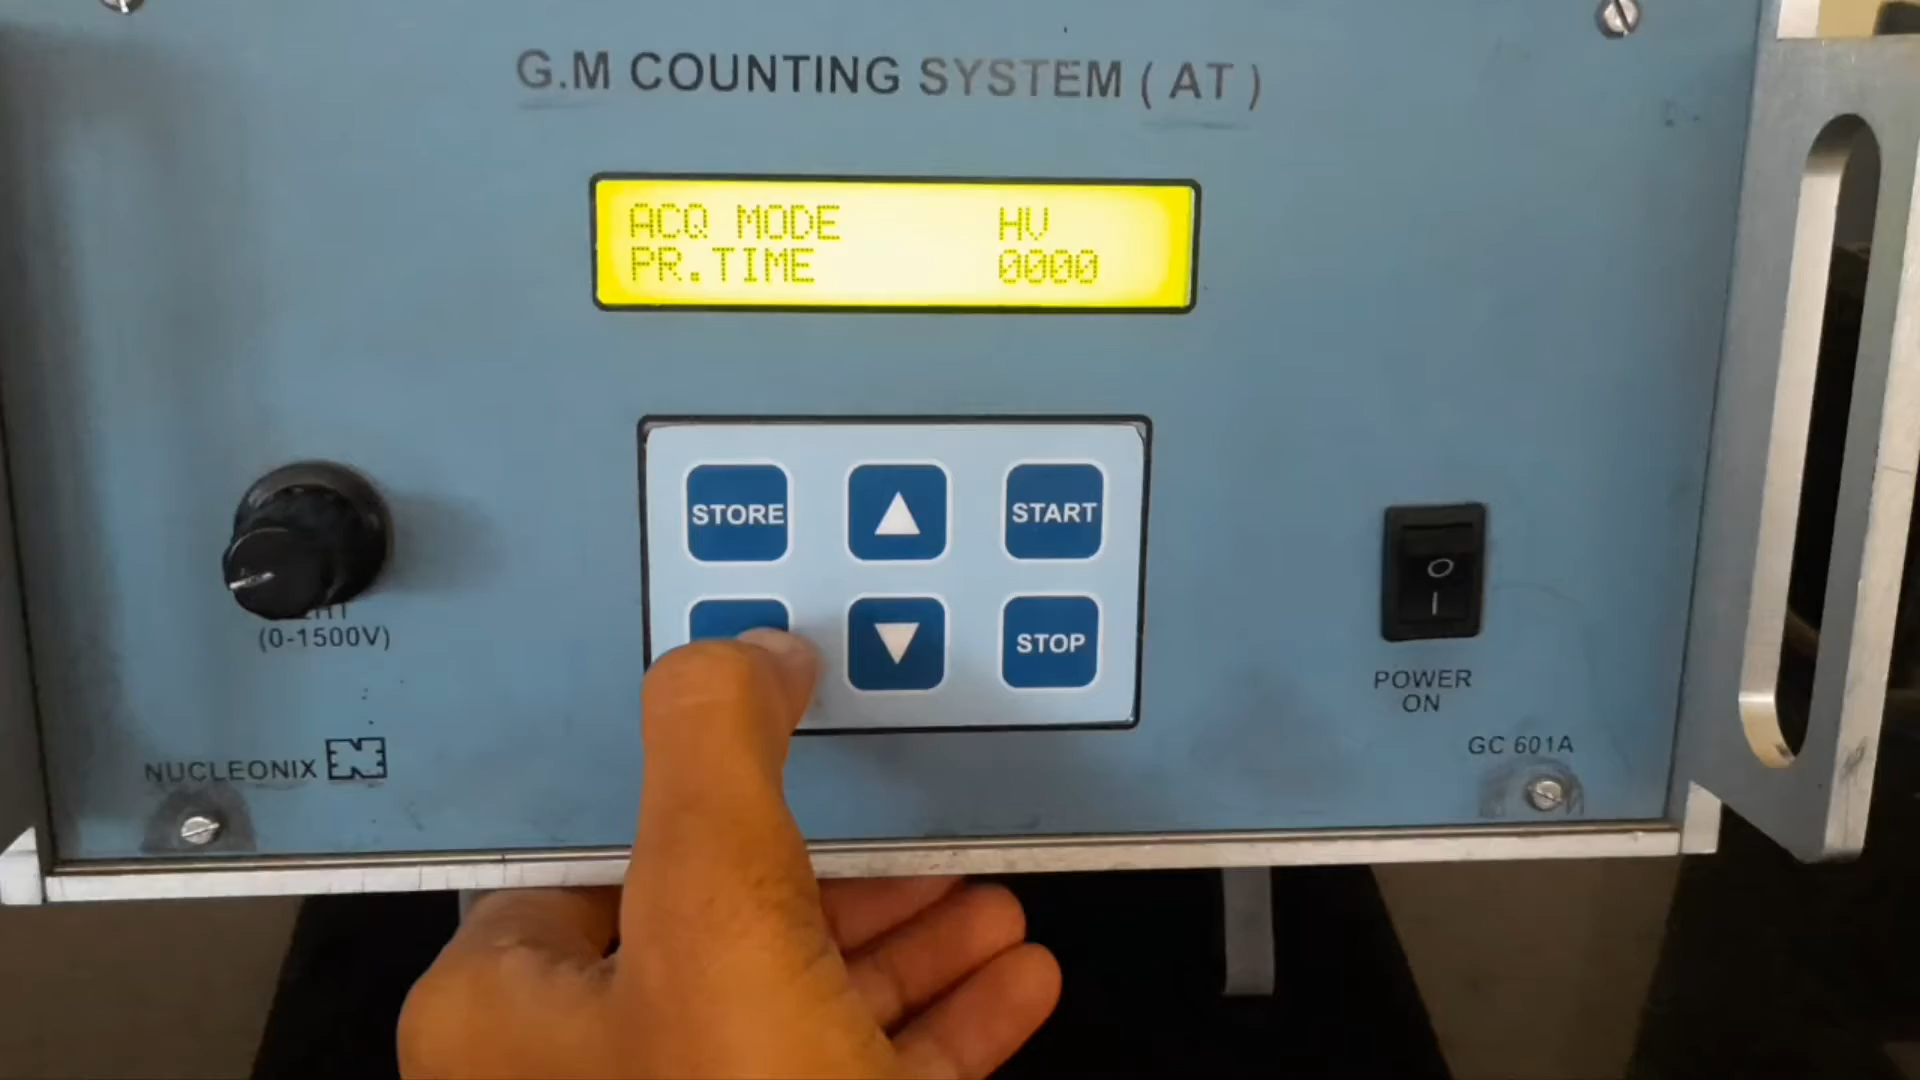 G.M COUNTING SYSTEM ( AT )
ACQ MODE HV
PR.TIME 0000
STORE
START
STOP
(0-1500V)
POWER
ON
NUCLEONIX
GC 601A